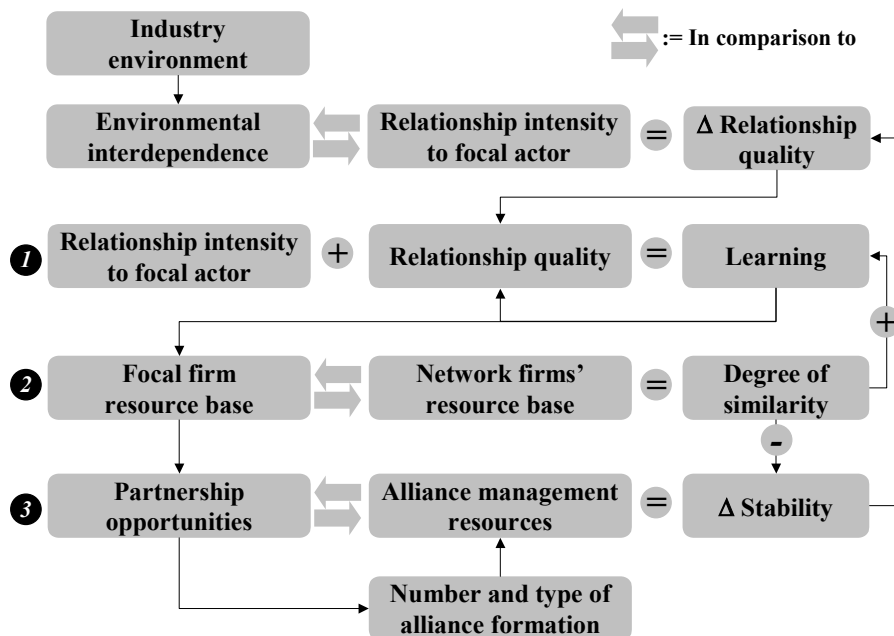 Industry
environment
:= In comparison to
Environmental
interdependence
Relationship intensity
to focal actor
=
Δ Relationship
quality
1
Relationship intensity
to focal actor
+
Relationship quality
=
Learning
+
2
Focal firm
resource base
Network firms’
resource base
=
Degree of
similarity
-
3
Partnership
opportunities
Alliance management
resources
=
Δ Stability
Number and type of
alliance formation